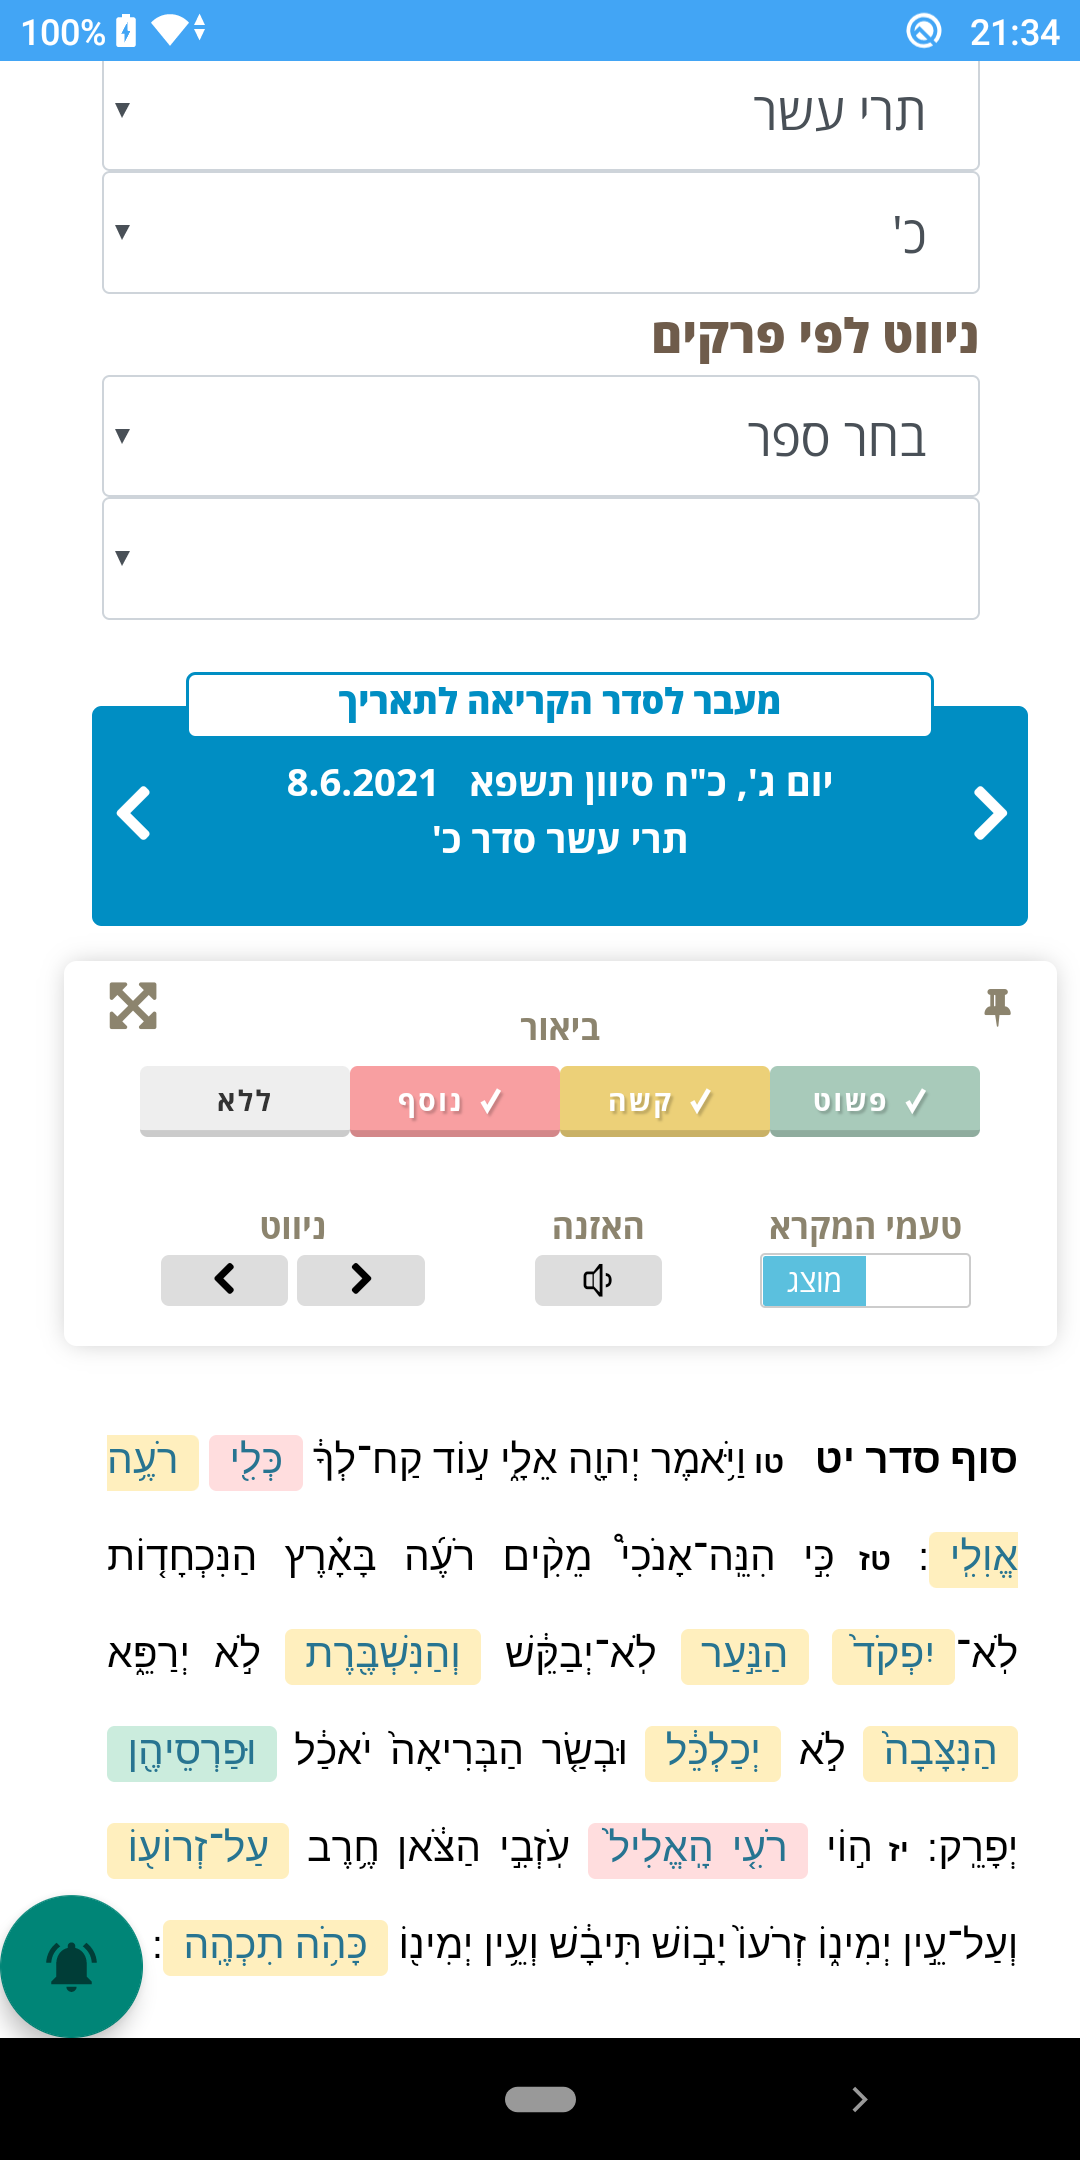 100% 21:34
תרי עשר
כ'
ניווט לפי פרקים
בחר ספר
מעבר לסדר הקריאה לתאריך
יום ג', כ"ח סיוון תשפא 8.6.2021
תרי עשר סדר כ'
ביאור
פשוט קשה נוסף ללא
טעמי המקרא האזנה ניווט
מוצג
סוף סדר יט טו וַיֹּ֥אמֶר יְהוָ֖ה אֵלָ֑י ע֣וֹד קַח־לְךָ֔ כְּלִ֖י רֹעֶ֥ה
אֱוִלִֽי: טז כִּ֣י הִנֵּֽה־אָנֹכִי֩ מֵקִ֨ים רֹעֶ֜ה בָּאָ֗רֶץ הַנִּכְחָד֤וֹת
לֹֽא־יִפְקֹד֙ הַנַּ֣עַר לֹֽא־יְבַקֵּ֔שׁ וְהַנִּשְׁבֶּ֖רֶת לֹ֣א יְרַפֵּ֑א
הַנִּצָּבָה֙ לֹ֣א יְכַלְכֵּ֔ל וּבְשַׂ֤ר הַבְּרִיאָה֙ יֹאכַ֔ל וּפַרְסֵיהֶ֖ן
יְפָרֵֽק: יז ה֣וֹי רֹעִ֤י הָֽאֱלִיל֙ עֹזְבִ֣י הַצֹּ֔אן חֶ֥רֶב עַל־זְרוֹע֖וֹ
וְעַל־עֵ֣ין יְמִינ֑וֹ זְרֹעוֹ֙ יָב֣וֹשׁ תִּיבָ֔שׁ וְעֵ֥ין יְמִינ֖וֹ כָּהֹ֥ה תִכְהֶֽה: